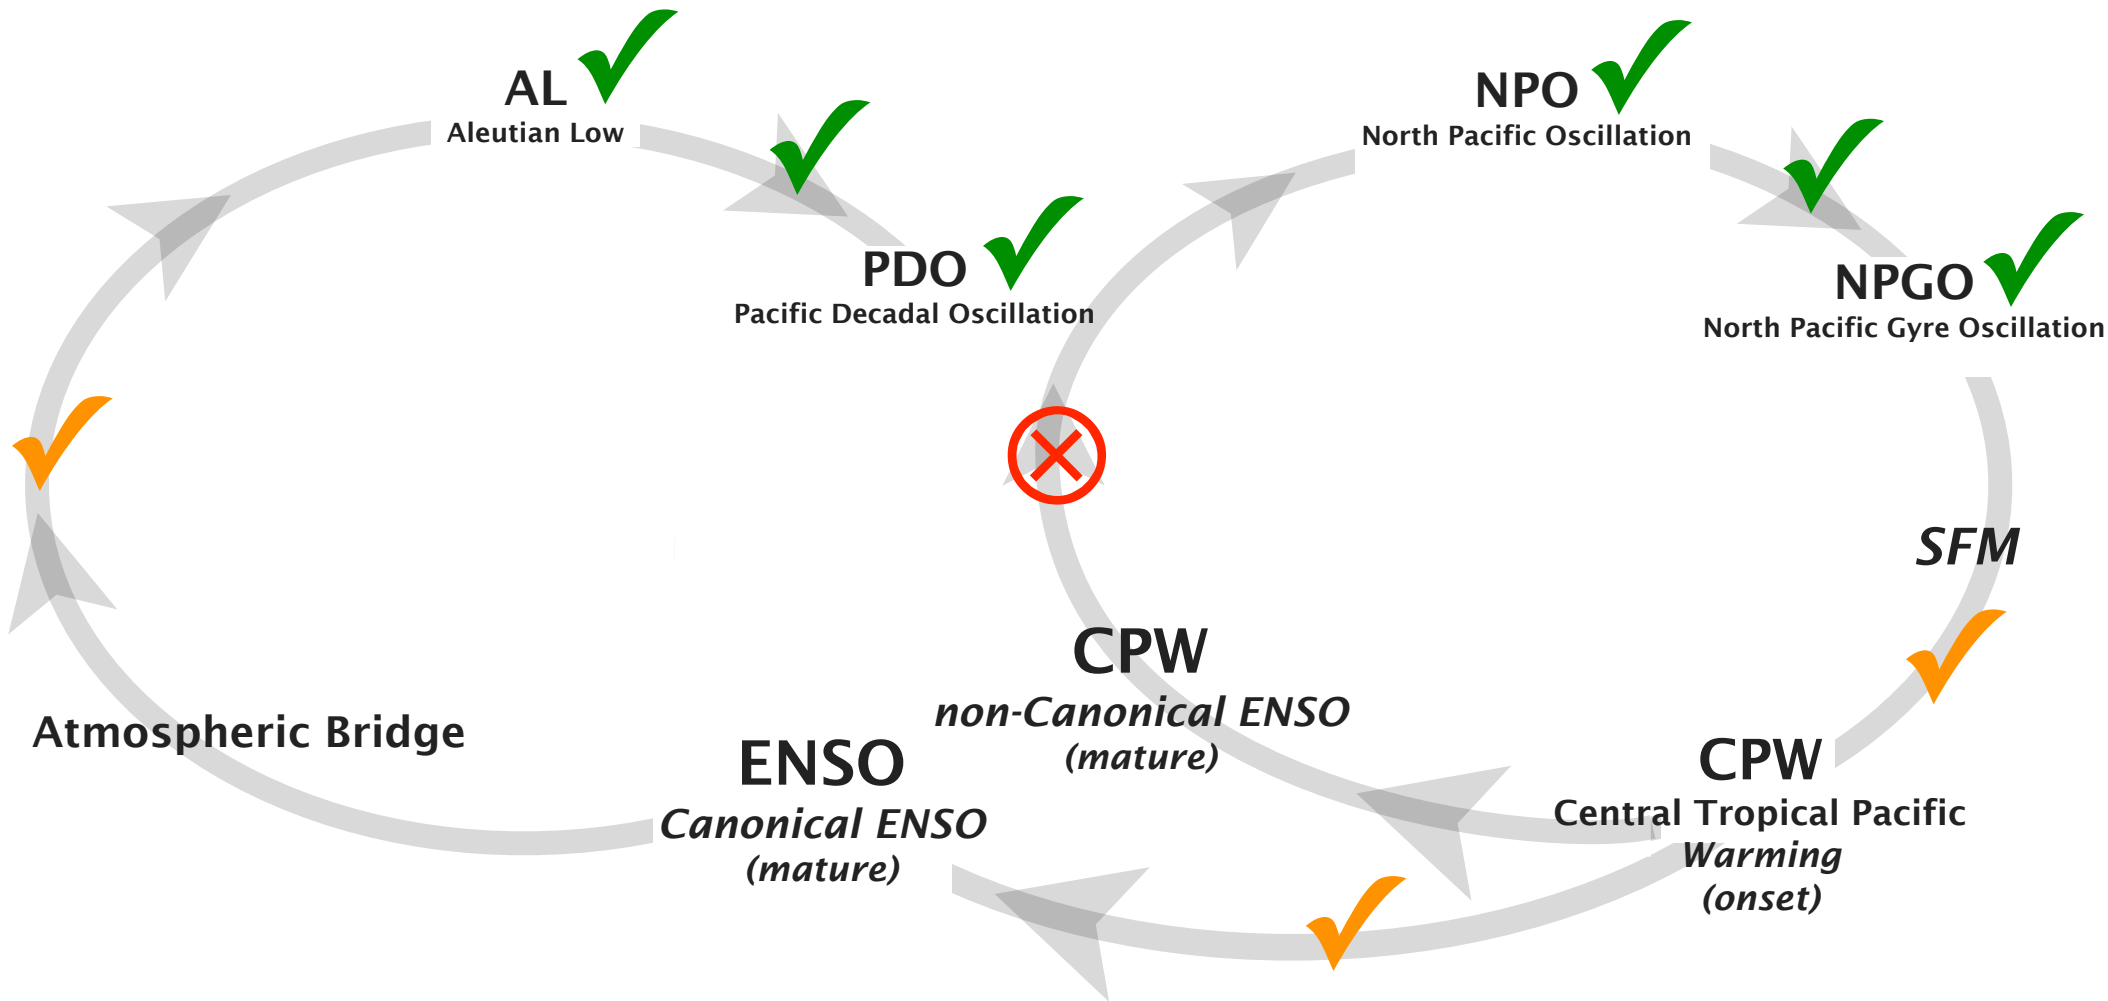 AL
Aleutian Low
NPO
North Pacific Oscillation
PDO
Pacific Decadal Oscillation
NPGO
North Pacific Gyre Oscillation
SFM
CPW
non-Canonical ENSO
(mature)
Atmospheric Bridge
ENSO
Canonical ENSO
(mature)
CPW
Central Tropical Pacific
Warming
(onset)